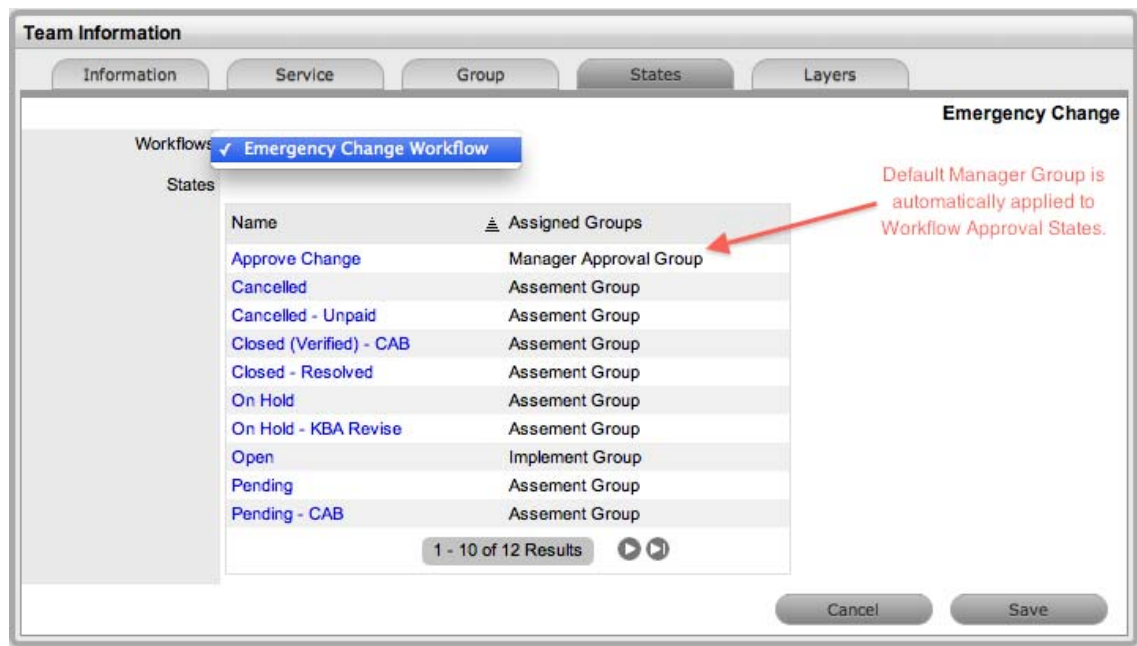 Team Information
Information Service Group States Layers
Emergency Change
Workflows ✓ Emergency Change Workflow
States
Default Manager Group is
automatically applied to
Workflow Approval States.
Name Assigned Groups
Approve Change Manager Approval Group
Cancelled Assement Group
Cancelled - Unpaid Assement Group
Closed (Verified) - CAB Assement Group
Closed - Resolved Assement Group
On Hold Assement Group
On Hold - KBA Revise Assement Group
Open Implement Group
Pending Assement Group
Pending - CAB Assement Group
1 - 10 of 12 Results
Cancel Save